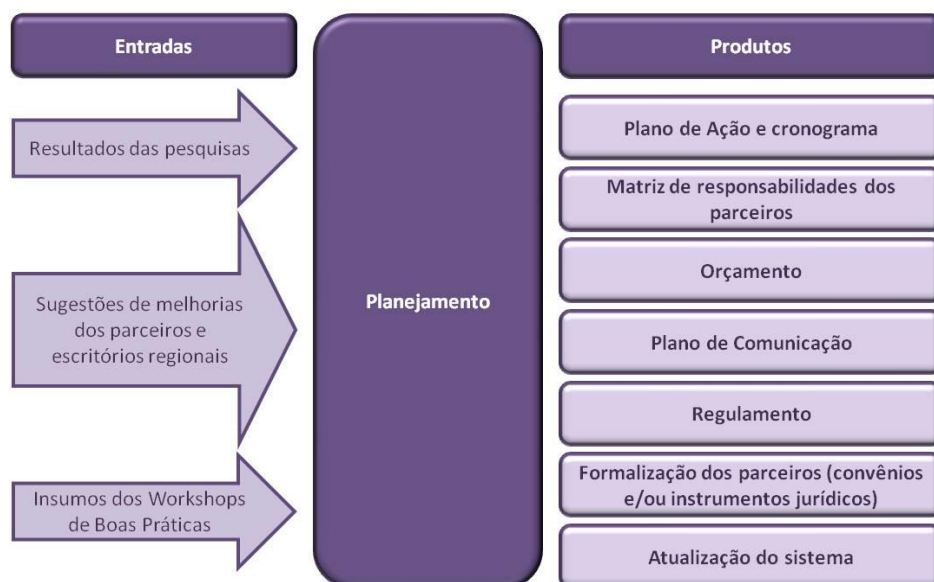 Entradas
Resultados das pesquisas
Sugestões de melhorias
dos parceiros e
escritórios regionais
Insumos dos Workshops
de Boas Práticas
Planejamento
Produtos
Plano de Ação e cronograma
Matriz de responsabilidades dos
parceiros
Orçamento
Plano de Comunicação
Regulamento
Formalização dos parceiros (convênios
e/ou instrumentos jurídicos)
Atualização do sistema